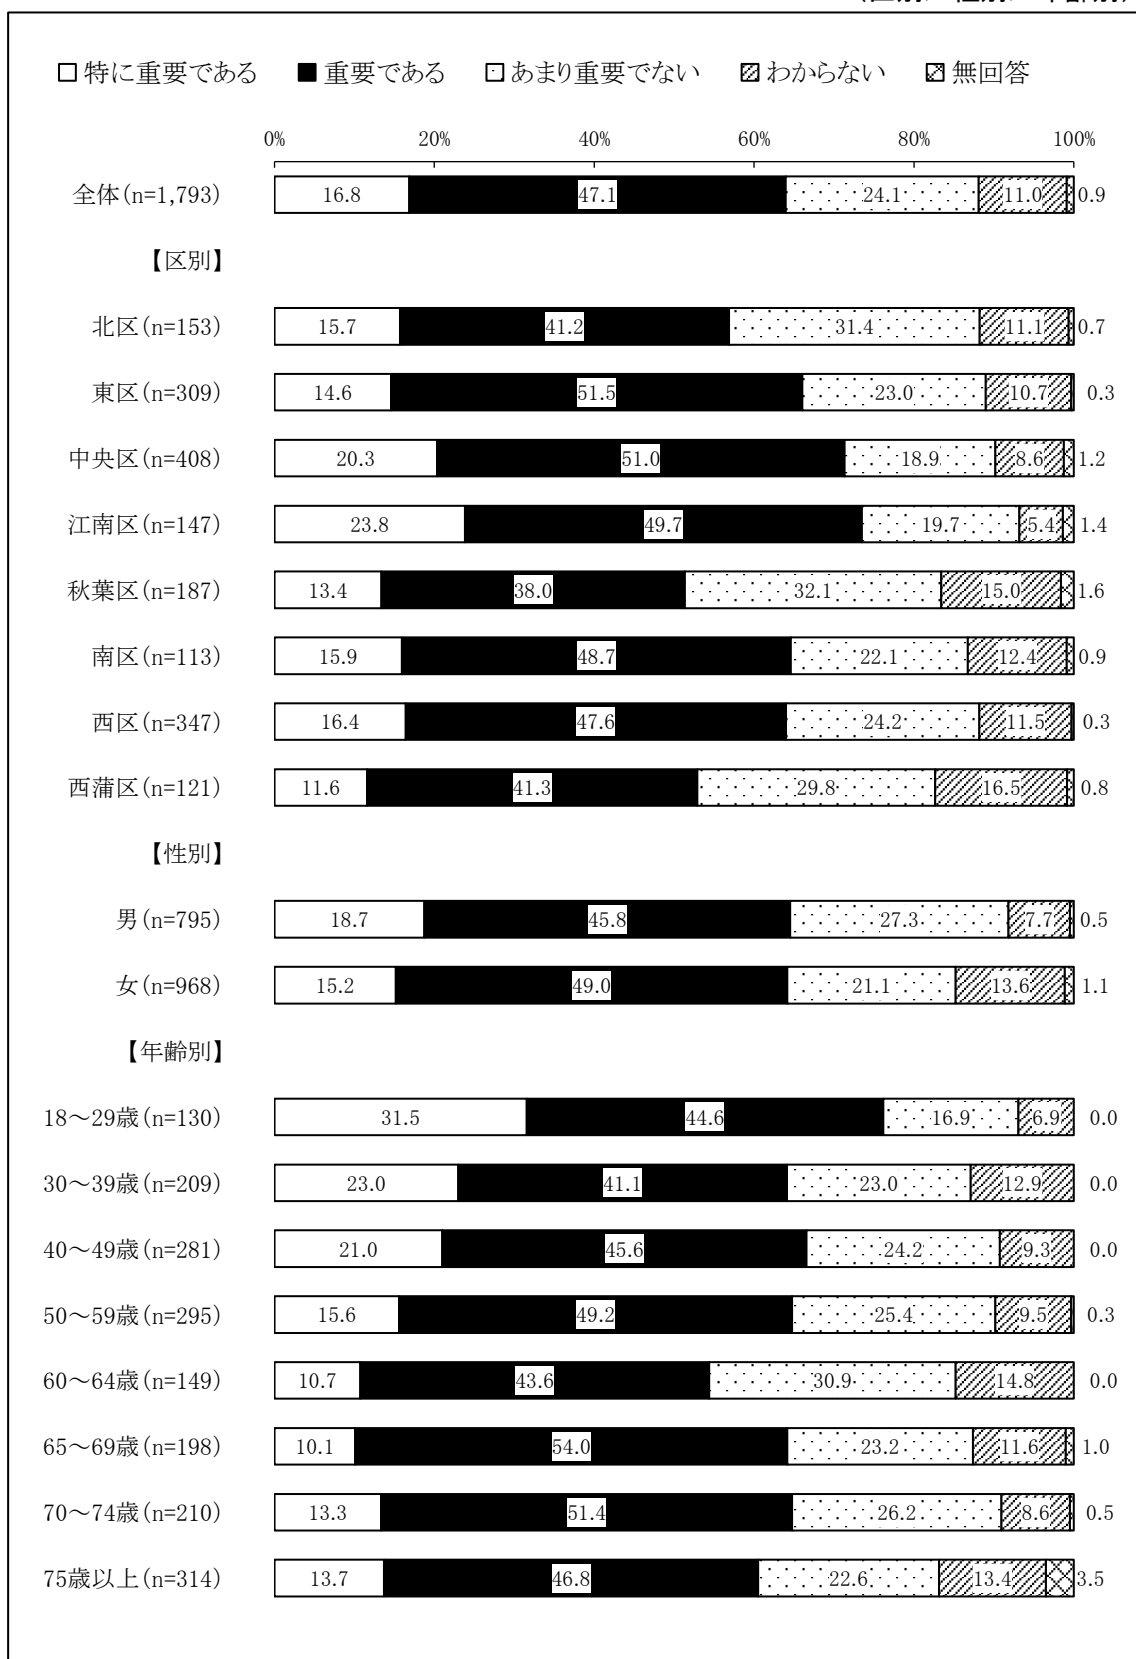 特に重要である 重要である あまり重要でない わからない 無回答
0% 20% 40% 60% 80% 100%
全体(n=1,793) 16.8 47.1 24.1 11.0 0.9
【区別】
北区(n=153) 15.7 41.2 31.4 11.1 0.7
東区(n=309) 14.6 51.5 23.0 10.7 0.3
中央区(n=408) 20.3 51.0 18.9 8.6 1.2
江南区(n=147) 23.8 49.7 19.7 5.4 1.4
秋葉区(n=187) 13.4 38.0 32.1 15.0 1.6
南区(n=113) 15.9 48.7 22.1 12.4 0.9
西区(n=347) 16.4 47.6 24.2 11.5 0.3
西蒲区(n=121) 11.6 41.3 29.8 16.5 0.8
【性別】
男(n=795) 18.7 45.8 27.3 7.7 0.5
女(n=968) 15.2 49.0 21.1 13.6 1.1
【年齢別】
18～29歳(n=130) 31.5 44.6 16.9 6.9 0.0
30～39歳(n=209) 23.0 41.1 23.0 12.9 0.0
40～49歳(n=281) 21.0 45.6 24.2 9.3 0.0
50～59歳(n=295) 15.6 49.2 25.4 9.5 0.3
60～64歳(n=149) 10.7 43.6 30.9 14.8 0.0
65～69歳(n=198) 10.1 54.0 23.2 11.6 1.0
70～74歳(n=210) 13.3 51.4 26.2 8.6 0.5
75歳以上(n=314) 13.7 46.8 22.6 13.4 3.5